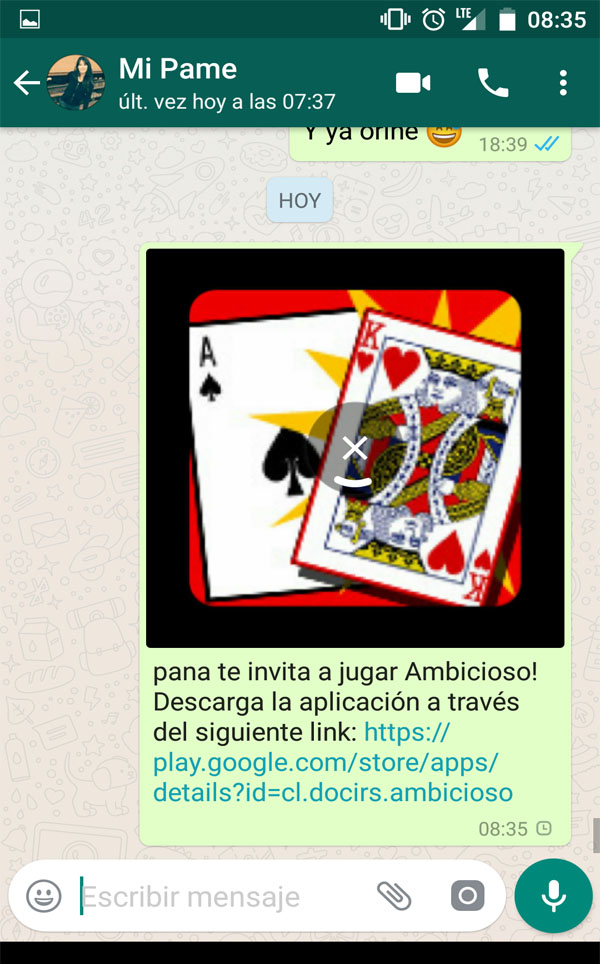 LTE 08:35
Mi Pame
últ. vez hoy a las 07:37
Y ya oriné
18:39
HOY
A
K
K
pana te invita a jugar Ambicioso!
Descarga la aplicación a través
del siguiente link: https://
play.google.com/store/apps/
details?id=cl.docirs.ambicioso
08:35
Escribir mensaje